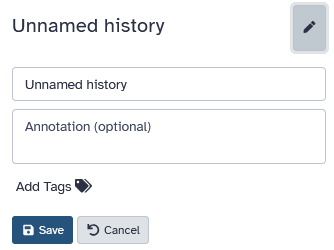 Unnamed history
Unnamed history
Annotation (optional)
Add Tags
Save Cancel